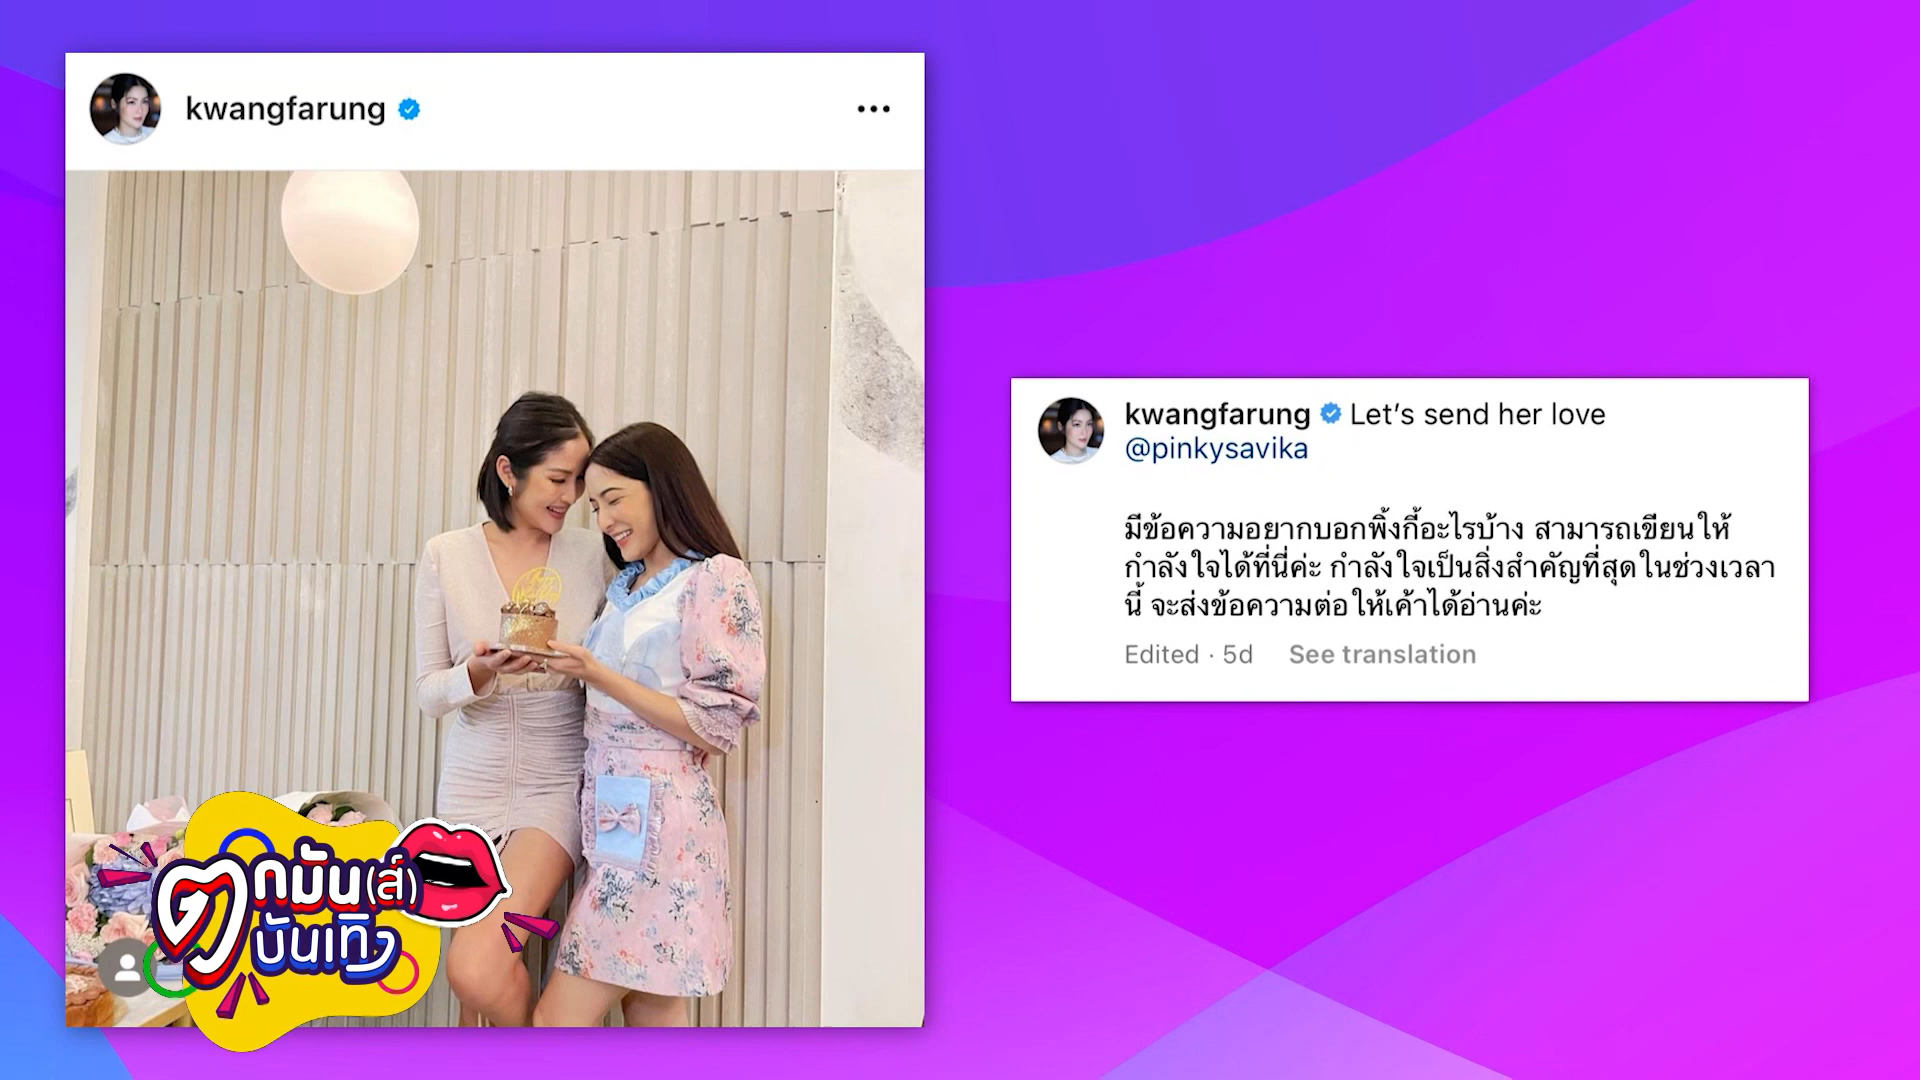 kwangfarung
Happy
Birthday
ตกมัน(ส์)
บันเทิง
kwangfarung Let’s send her love
@pinkysavika
มีข้อความอยากบอกพิ้งกี้อะไรบ้าง สามารถเขียนให้
กำลังใจได้ที่นี่ค่ะ กำลังใจเป็นสิ่งสำคัญที่สุดในช่วงเวลา
นี้ จะส่งข้อความต่อให้เค้าได้อ่านค่ะ
Edited · 5d See translation